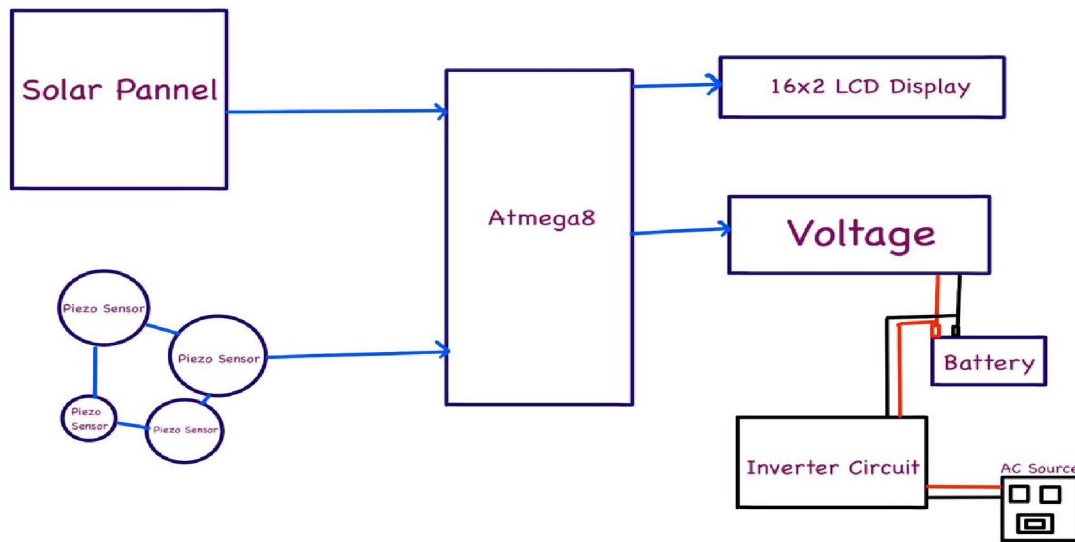 Solar Pannel
16x2 LCD Display
Atmega8
Voltage
Piezo Sensor
Piezo Sensor
Piezo
Sensor
Piezo Sensor
Battery
Inverter Circuit
AC Source